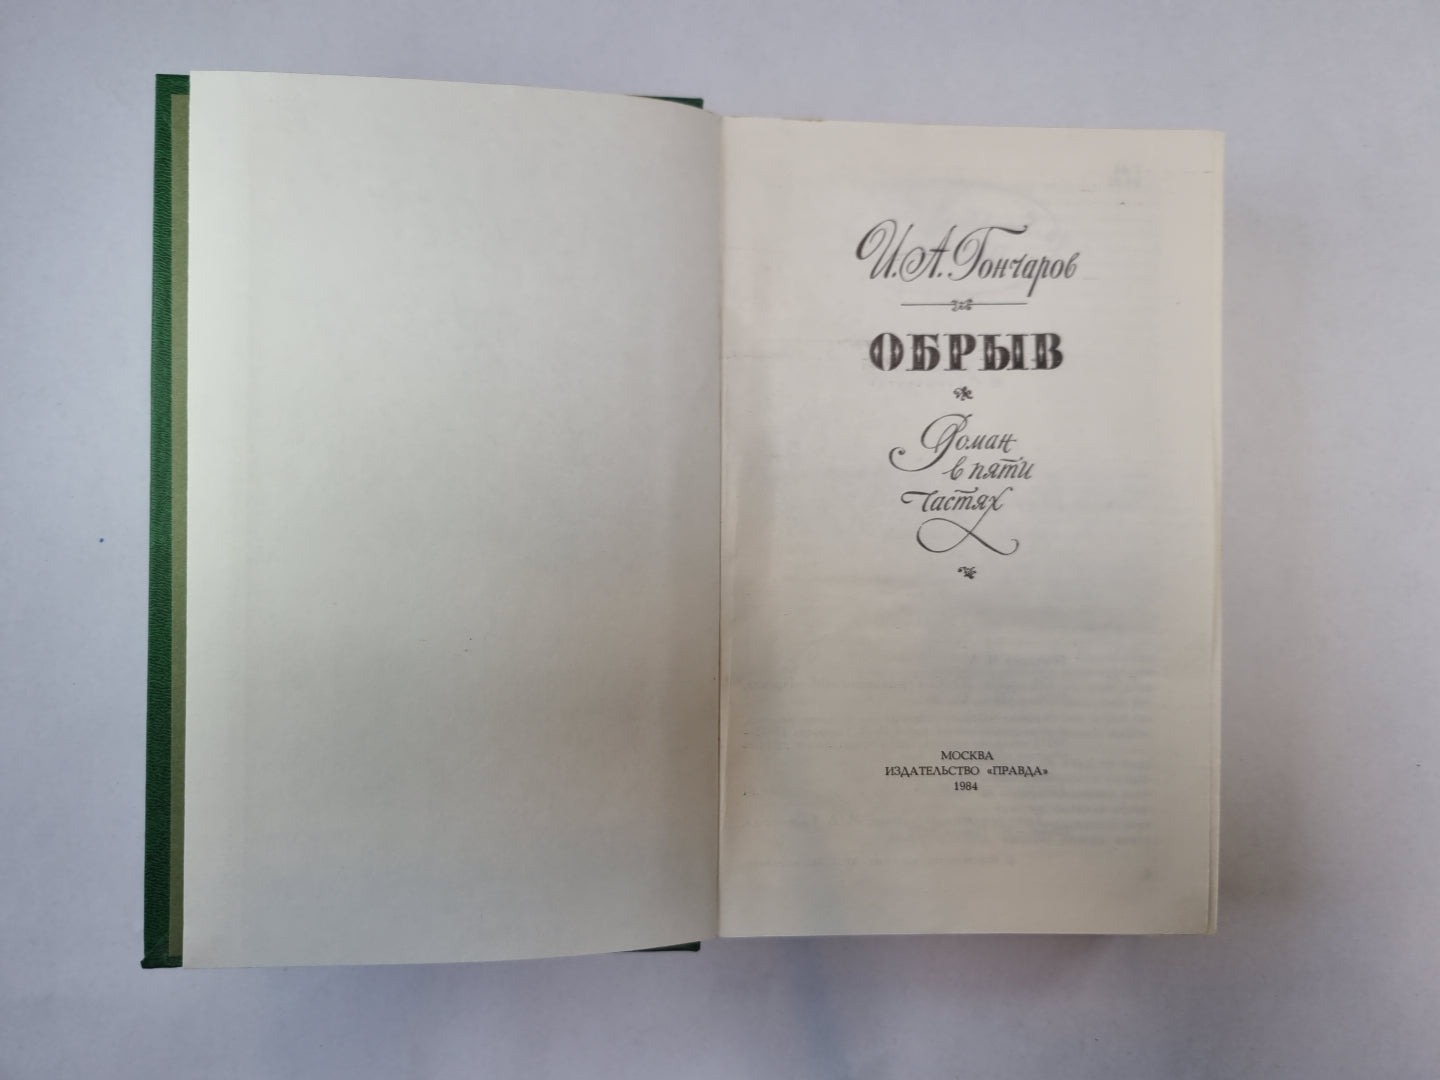 И. А. Гончаров
ОБРЫВ
Роман
в пяти
частях
МОСКВА
ИЗДАТЕЛЬСТВО «ПРАВДА»
1984